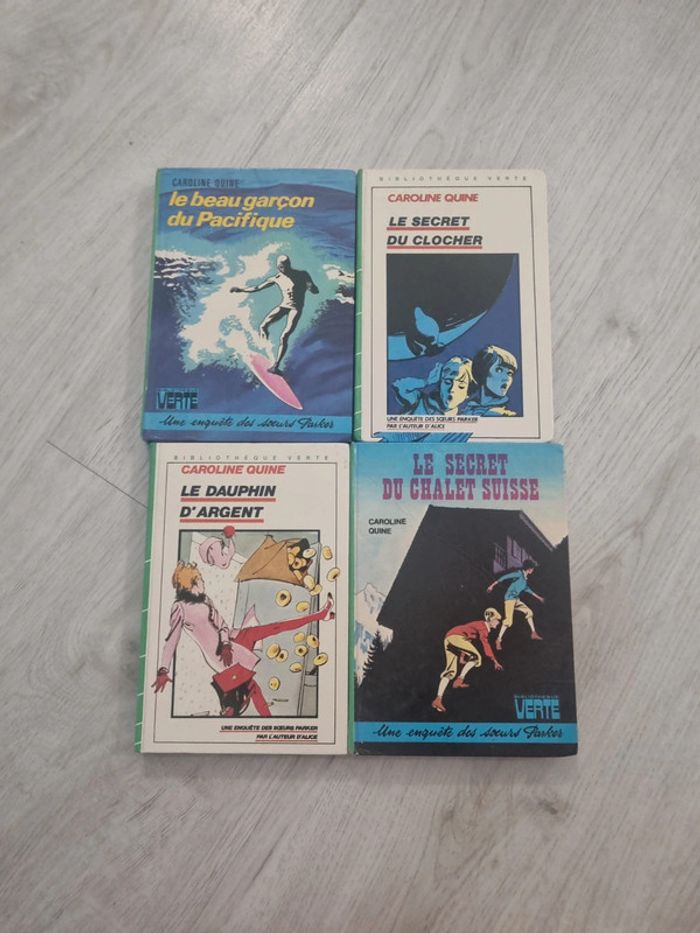 CAROLINE QUINE
le beau garçon
du Pacifique
BIBLIOTHEQUE
VERTE
Une enquête des sœurs Parker
BIBLIOTHÈQUE VERTE
CAROLINE QUINE
LE SECRET
DU CLOCHER
UNE ENQUÊTE DES SŒURS PARKER
PAR L'AUTEUR D'ALICE
BIBLIOTHÈQUE VERTE
CAROLINE QUINE
LE DAUPHIN
D'ARGENT
UNE ENQUÊTE DES SŒURS PARKER
PAR L'AUTEUR D'ALICE
LE SECRET
DU CHALET SUISSE
CAROLINE
QUINE
BIBLIOTHEQUE
VERTE
Une enquête des sœurs Parker